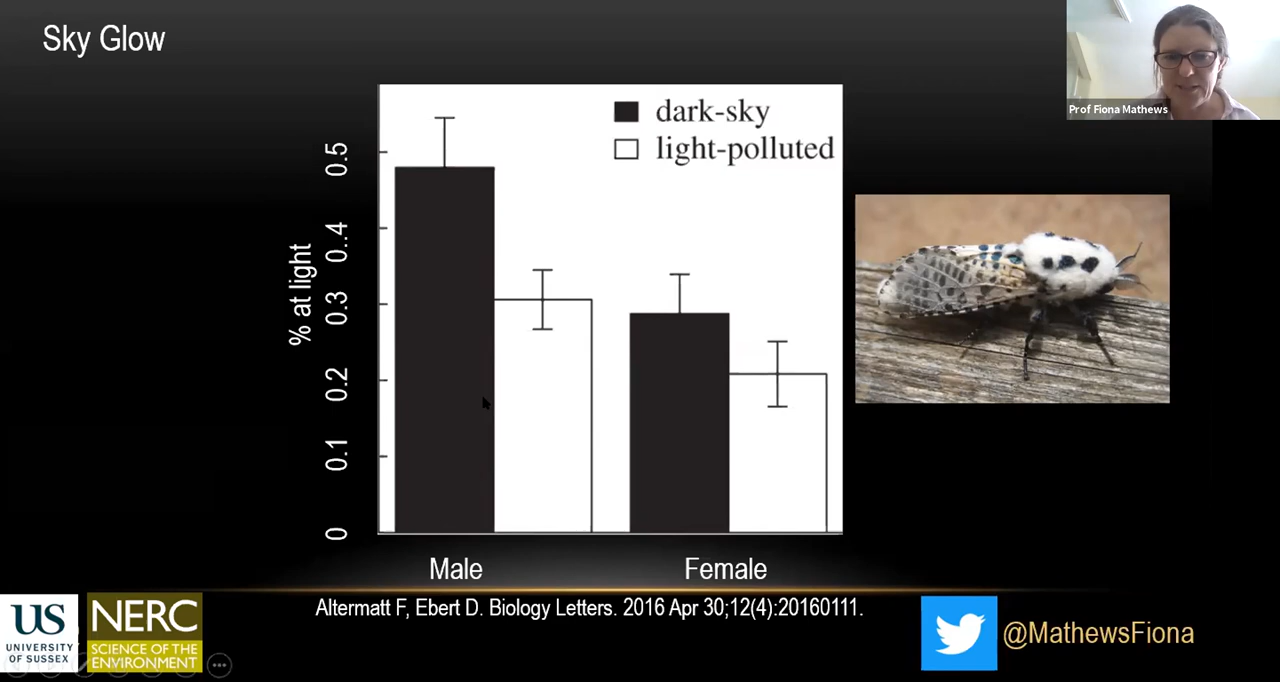 Sky Glow
Prof Fiona Mathews
dark-sky
light-polluted
% at light
0.5
0..4
0.3
0.2
0.1
0
Male
Female
Altermatt F, Ebert D. Biology Letters. 2016 Apr 30;12(4):20160111.
US
UNIVERSITY
OF SUSSEX
NERC
SCIENCE OF THE
ENVIRONMENT
@MathewsFiona